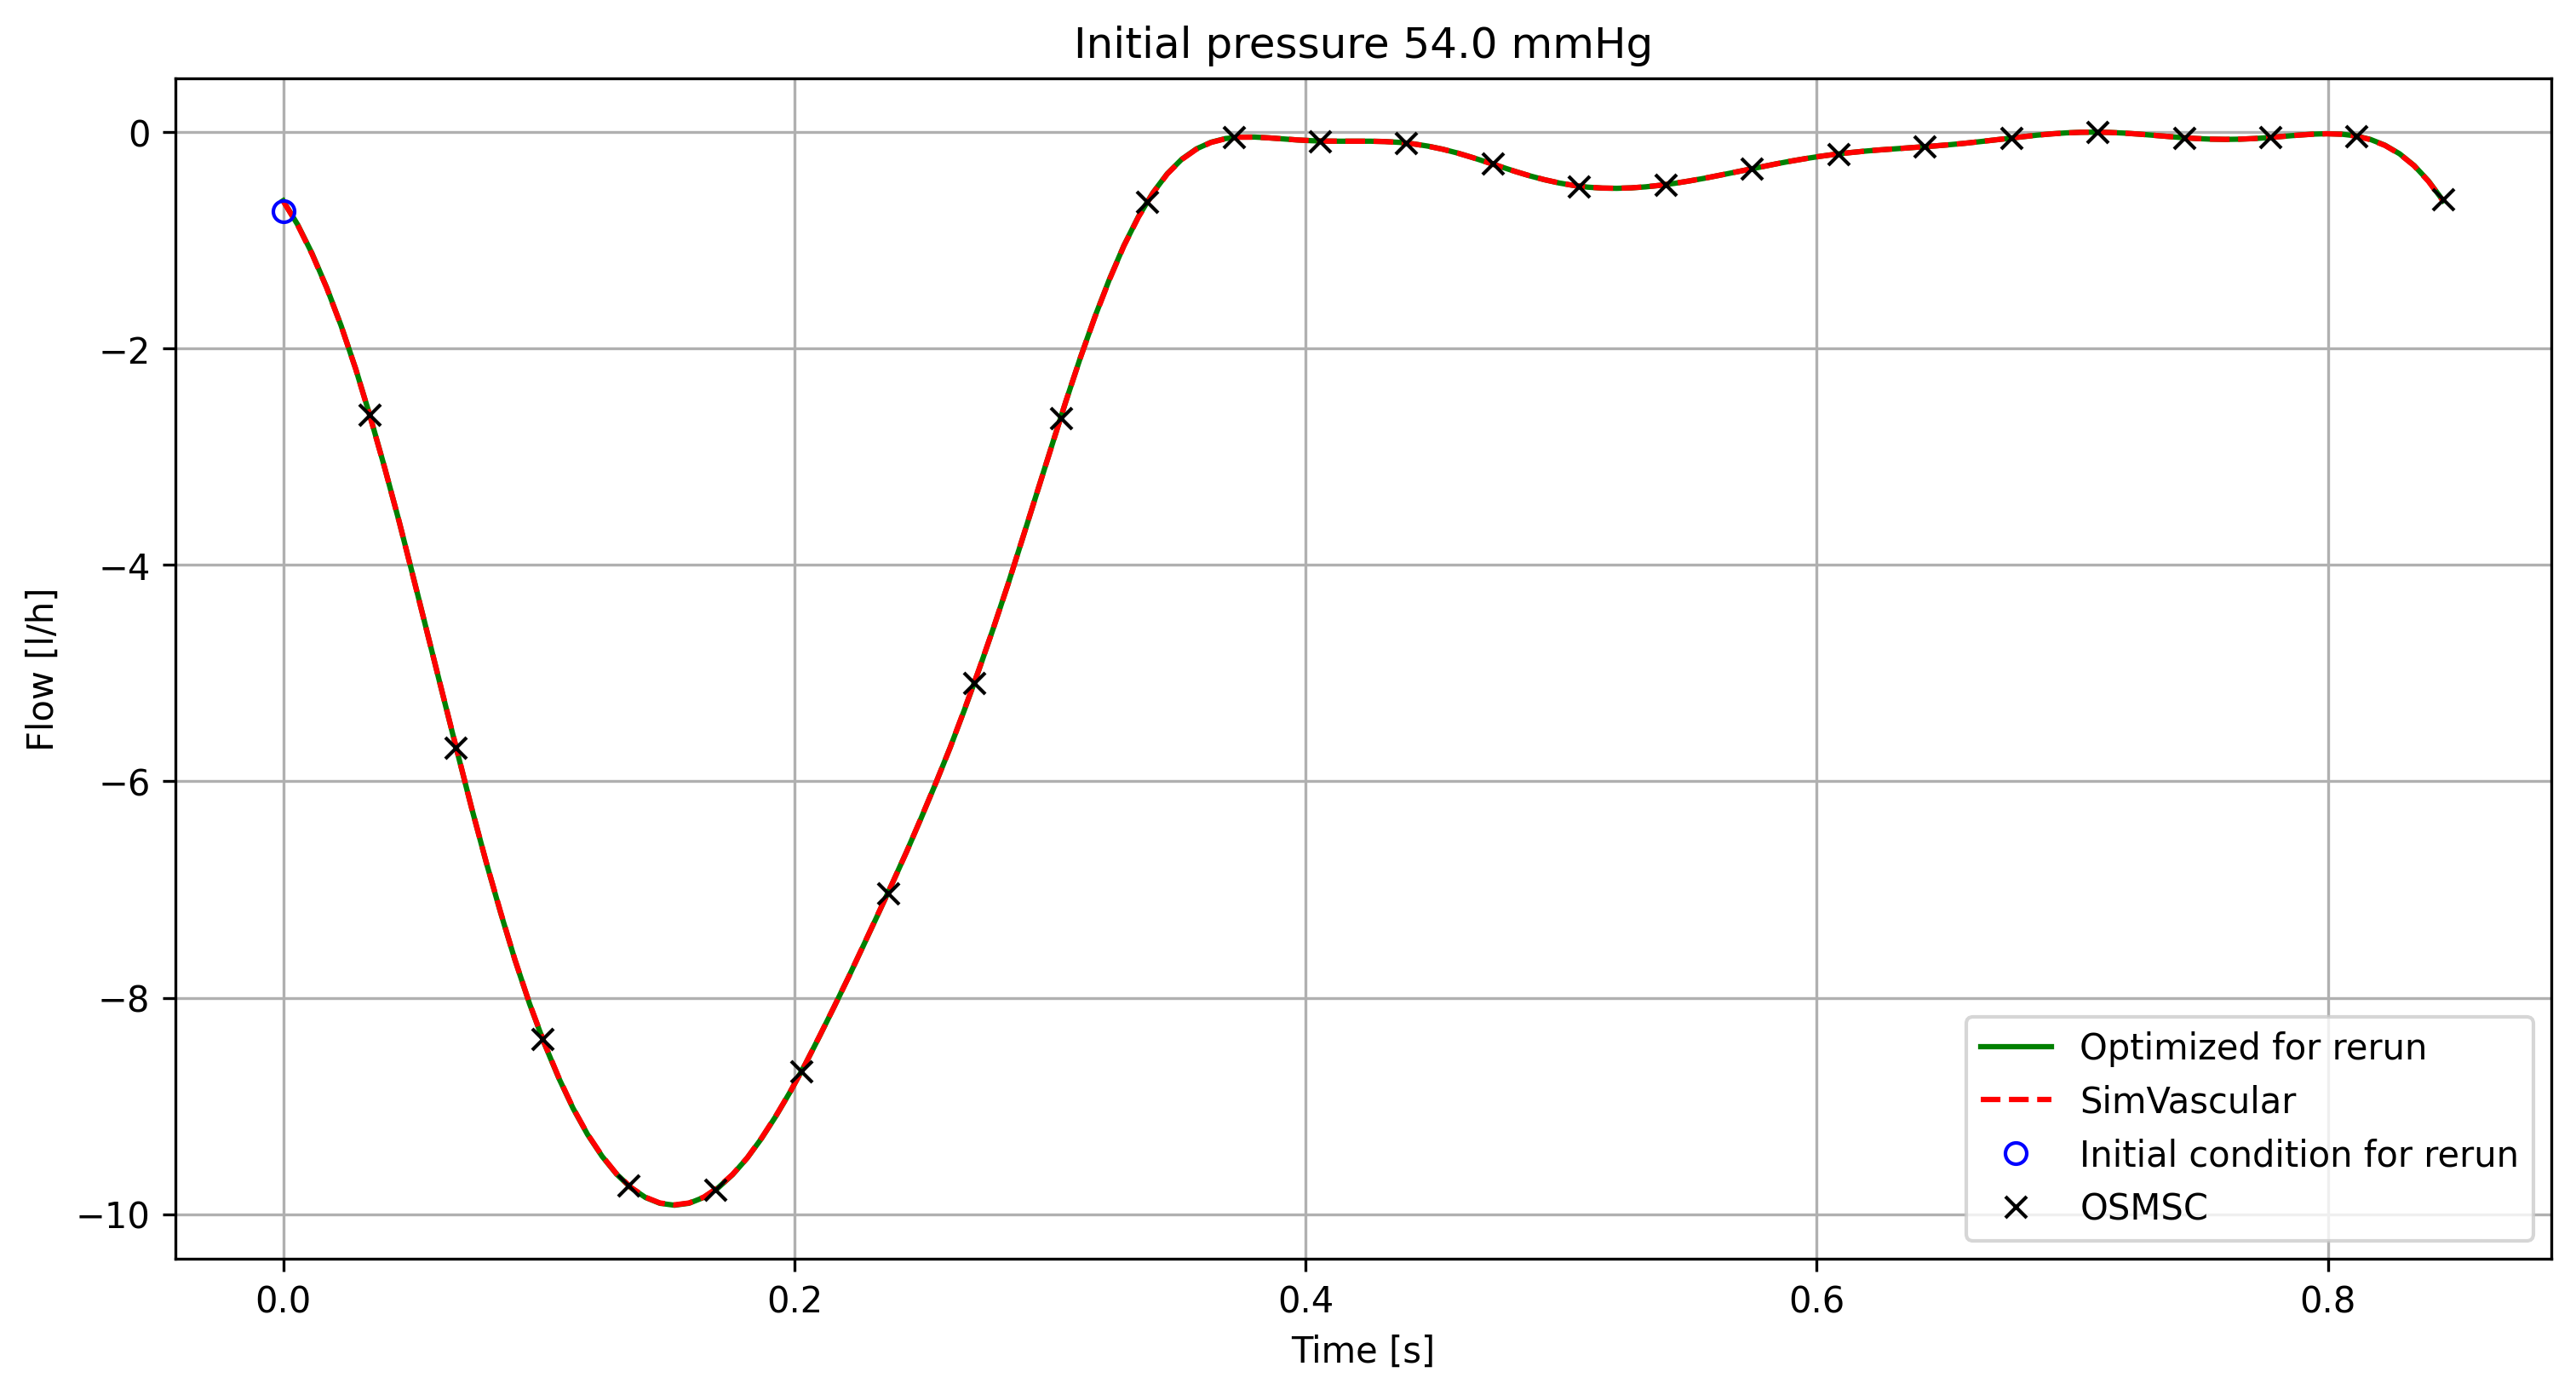 Initial pressure 54.0 mmHg
0
−2
−4
−6
−8
−10
Flow [l/h]
0.0
0.2
0.4
0.6
0.8
Time [s]
Optimized for rerun
SimVascular
Initial condition for rerun
OSMSC